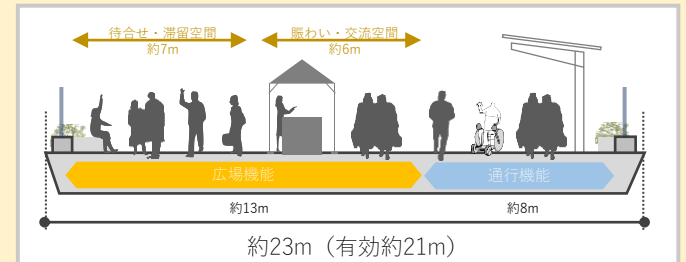 待合せ・滞留空間
約7m
賑わい・交流空間
約6m
広場機能
通行機能
約13m
約8m
約23m（有効約21m）